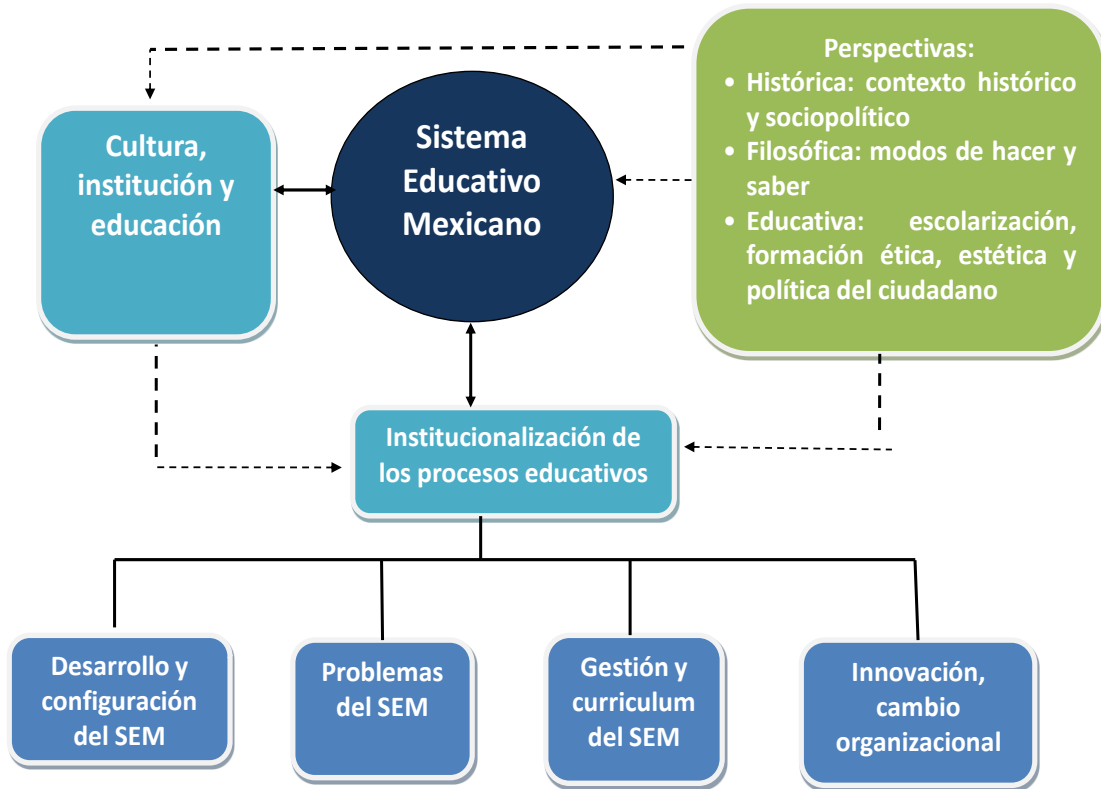 Cultura,
institución y
educación
Sistema
Educativo
Mexicano
Perspectivas:
• Histórica: contexto histórico
y sociopolítico
• Filosófica: modos de hacer y
saber
• Educativa: escolarización,
formación ética, estética y
política del ciudadano
Institucionalización de
los procesos educativos
Desarrollo y
configuración
del SEM
Problemas
del SEM
Gestión y
curriculum
del SEM
Innovación,
cambio
organizacional